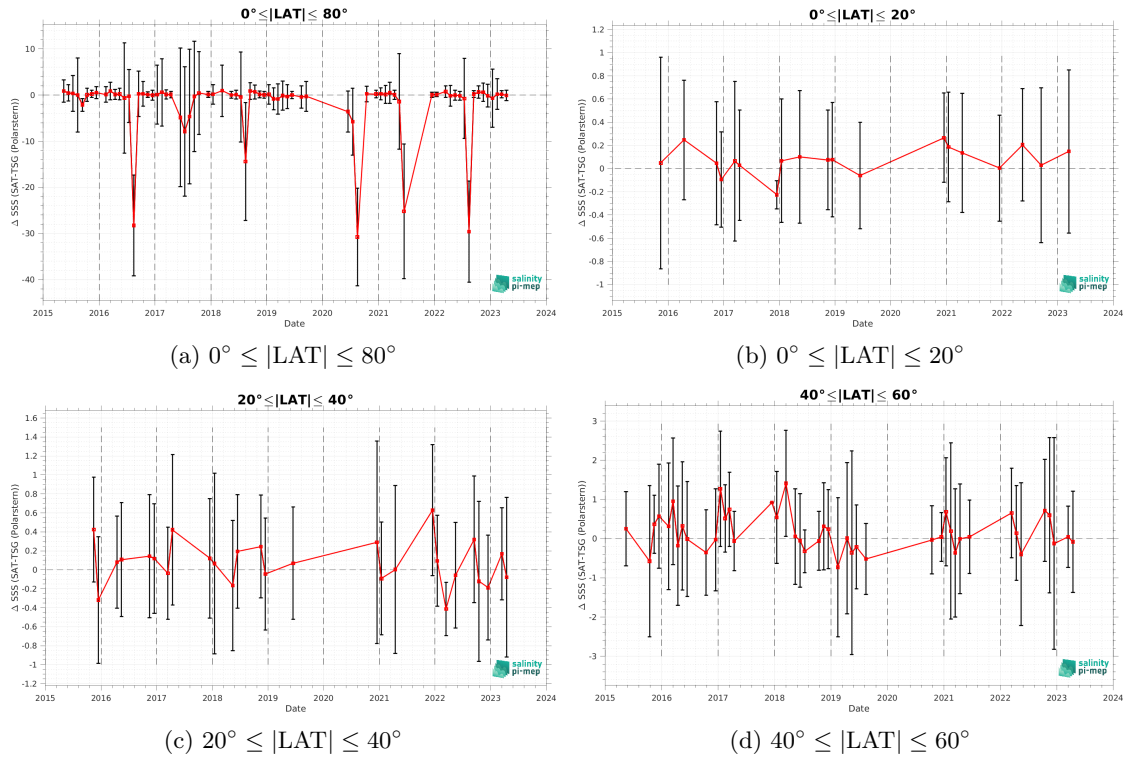 0°≤|LAT|≤ 80°
Δ SSS (SAT-TSG (Polarstern))
10
0
-10
-20
-30
-40
2015 2016 2017 2018 2019 2020 2021 2022 2023 2024
Date
salinity
pi-mep
(a) 0° ≤ |LAT| ≤ 80°
0°≤|LAT|≤ 20°
Δ SSS (SAT-TSG (Polarstern))
1.2
1
0.8
0.6
0.4
0.2
0
-0.2
-0.4
-0.6
-0.8
-1
2015 2016 2017 2018 2019 2020 2021 2022 2023 2024
Date
salinity
pi-mep
(b) 0° ≤ |LAT| ≤ 20°
20°≤|LAT|≤ 40°
Δ SSS (SAT-TSG (Polarstern))
1.6
1.4
1.2
1
0.8
0.6
0.4
0.2
0
-0.2
-0.4
-0.6
-0.8
-1
-1.2
2015 2016 2017 2018 2019 2020 2021 2022 2023 2024
Date
salinity
pi-mep
(c) 20° ≤ |LAT| ≤ 40°
40°≤|LAT|≤ 60°
Δ SSS (SAT-TSG (Polarstern))
3
2
1
0
-1
-2
-3
2015 2016 2017 2018 2019 2020 2021 2022 2023 2024
Date
salinity
pi-mep
(d) 40° ≤ |LAT| ≤ 60°